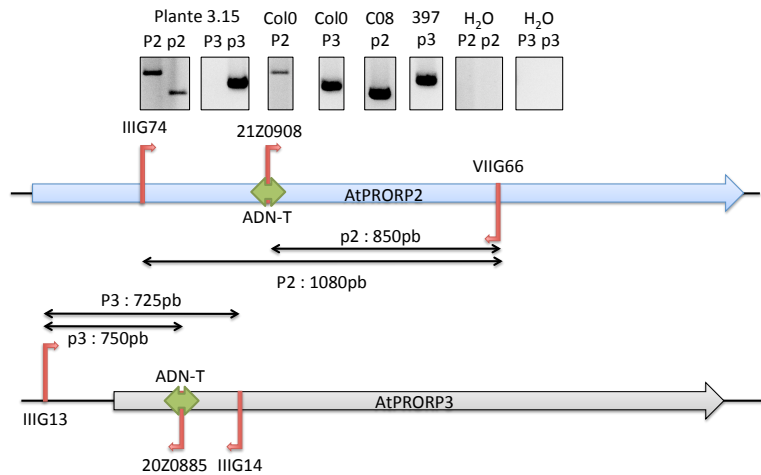 Plante 3.15 Col0 Col0 C08 397 H2O H2O
P2 p2 P3 p3 P2 P3 p2 p3 P2 p2 P3 p3
IIIG74
21Z0908
VIIG66
AtPRORP2
ADN-T
p2 : 850pb
P2 : 1080pb
P3 : 725pb
p3 : 750pb
ADN-T
AtPRORP3
IIIG13
20Z0885
IIIG14